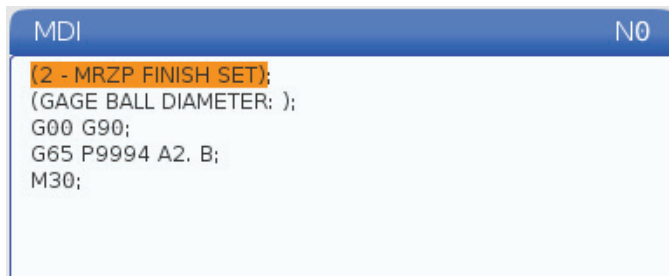 MDI N0
(2 - MRZP FINISH SET);
(GAGE BALL DIAMETER: );
G00 G90;
G65 P9994 A2. B;
M30;